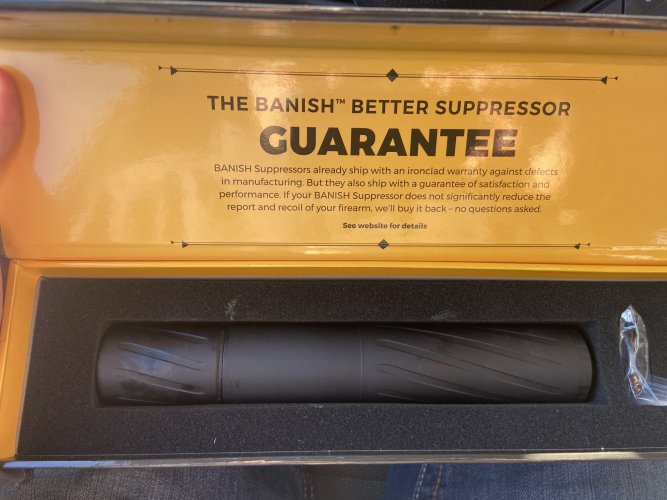 THE BANISH™ BETTER SUPPRESSOR
GUARANTEE
BANISH Suppressors already ship with an ironclad warranty against defects
in manufacturing. But they also ship with a guarantee of satisfaction and
performance. If your BANISH Suppressor does not significantly reduce the
report and recoil of your firearm, we'll buy it back – no questions asked.
See website for details